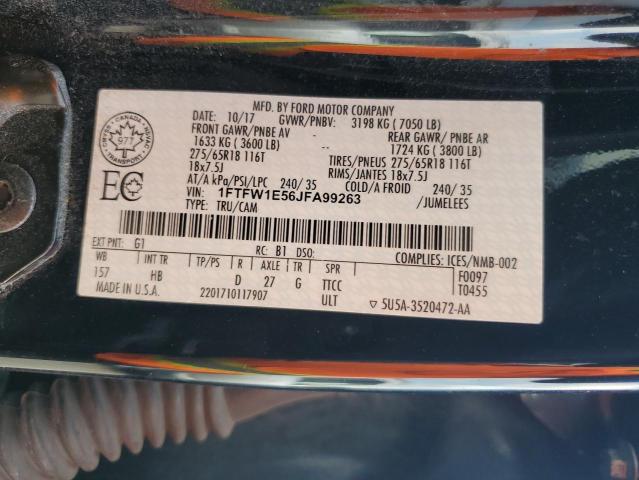 MFD. BY FORD MOTOR COMPANY
DATE: 10/17 GVWR/PNBV: 3198 KG ( 7050 LB)
FRONT GAWR/PNBE AV REAR GAWR/ PNBE AR
1633 KG ( 3600 LB) 1724 KG ( 3800 LB)
275/65R18 116T TIRES/PNEUS 275/65R18 116T
18x7.5J RIMS/JANTES 18x7.5J
AT/A kPa/PSI/LPC 240/ 35 COLD/A FROID 240/ 35
VIN: 1FTFW1E56JFA99263 /JUMELEES
TYPE: TRU/CAM
CANADA
977
EC
EXT PNT: G1 RC: B1 DSO: COMPLIES: ICES/NMB-002
WB INT TR TP/PS R AXLE TR SPR F0097
157 HB D 27 G TTCC T0455
MADE IN U.S.A. 2201710117907 ULT ▽ 5U5A-3520472-AA